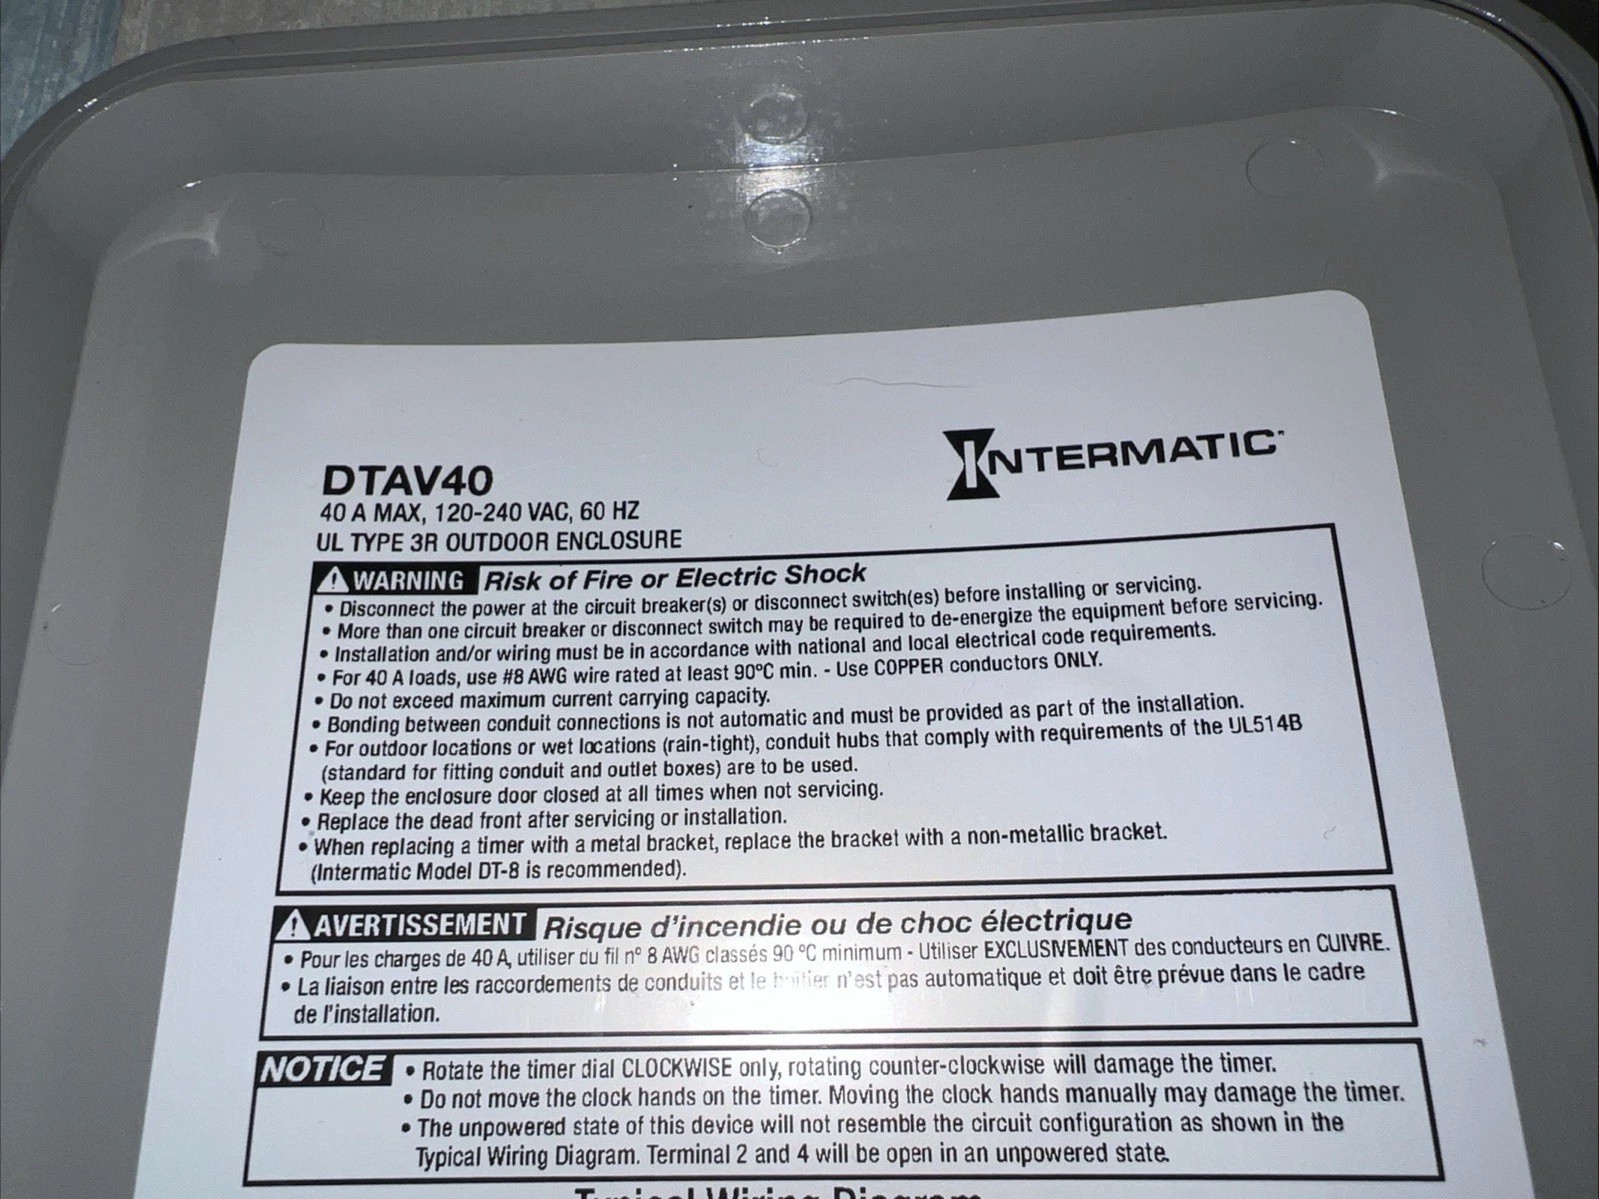 DTAV40
INTERMATIC
40 A MAX, 120-240 VAC, 60 HZ
UL TYPE 3R OUTDOOR ENCLOSURE
WARNING Risk of Fire or Electric Shock
• Disconnect the power at the circuit breaker(s) or disconnect switch(es) before installing or servicing.
• More than one circuit breaker or disconnect switch may be required to de-energize the equipment before servicing.
• Installation and/or wiring must be in accordance with national and local electrical code requirements.
• For 40 A loads, use #8 AWG wire rated at least 90°C min. - Use COPPER conductors ONLY.
• Do not exceed maximum current carrying capacity.
• Bonding between conduit connections is not automatic and must be provided as part of the installation.
• For outdoor locations or wet locations (rain-tight), conduit hubs that comply with requirements of the UL514B
(standard for fitting conduit and outlet boxes) are to be used.
• Keep the enclosure door closed at all times when not servicing.
• Replace the dead front after servicing or installation.
• When replacing a timer with a metal bracket, replace the bracket with a non-metallic bracket.
(Intermatic Model DT-8 is recommended).
AVERTISSEMENT Risque d'incendie ou de choc électrique
• Pour les charges de 40 A, utiliser du fil n° 8 AWG classés 90 °C minimum - Utiliser EXCLUSIVEMENT des conducteurs en CUIVRE.
• La liaison entre les raccordements de conduits et le boîtier n'est pas automatique et doit être prévue dans le cadre
de l'installation.
NOTICE • Rotate the timer dial CLOCKWISE only, rotating counter-clockwise will damage the timer.
• Do not move the clock hands on the timer. Moving the clock hands manually may damage the timer.
• The unpowered state of this device will not resemble the circuit configuration as shown in the
Typical Wiring Diagram. Terminal 2 and 4 will be open in an unpowered state.
Typical Wiring Diagram